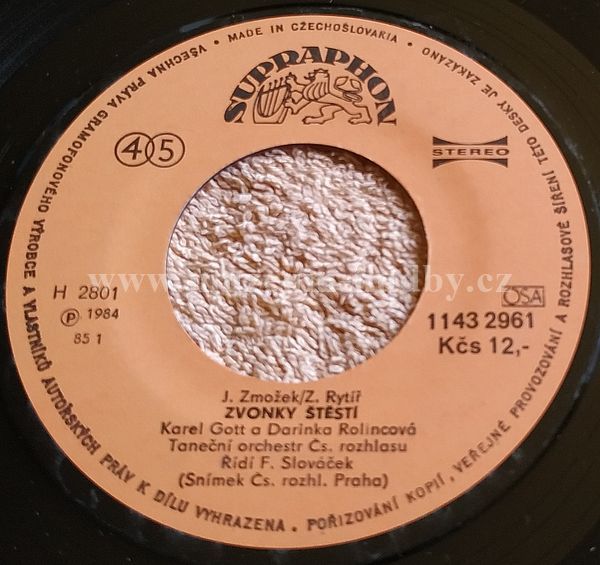 VŠECHNA PRÁVA GRAMOFONOVÉHO VÝROBCE A VLASTNÍKŮ AUTORSKÝCH PRÁV K DÍLU VYHRAZENA. POŘIZOVÁNÍ KOPIÍ, VEŘEJNÉ PROVOZOVÁNÍ A ROZHLASOVÉ ŠÍŘENÍ TÉTO DESKY JE ZAKÁZÁNO
• MADE IN CZECHOSLOVAKIA •
SUPRAPHON
45
STEREO
H 2801
Ⓟ 1984
85 1
OSA
1143 2961
Kčs 12,-
J. Zmožek/Z. Rytíř
ZVONKY ŠTĚSTÍ
Karel Gott a Darinka Rolincová
Taneční orchestr Čs. rozhlasu
Řídí F. Slováček
(Snímek Čs. rozhl. Praha)